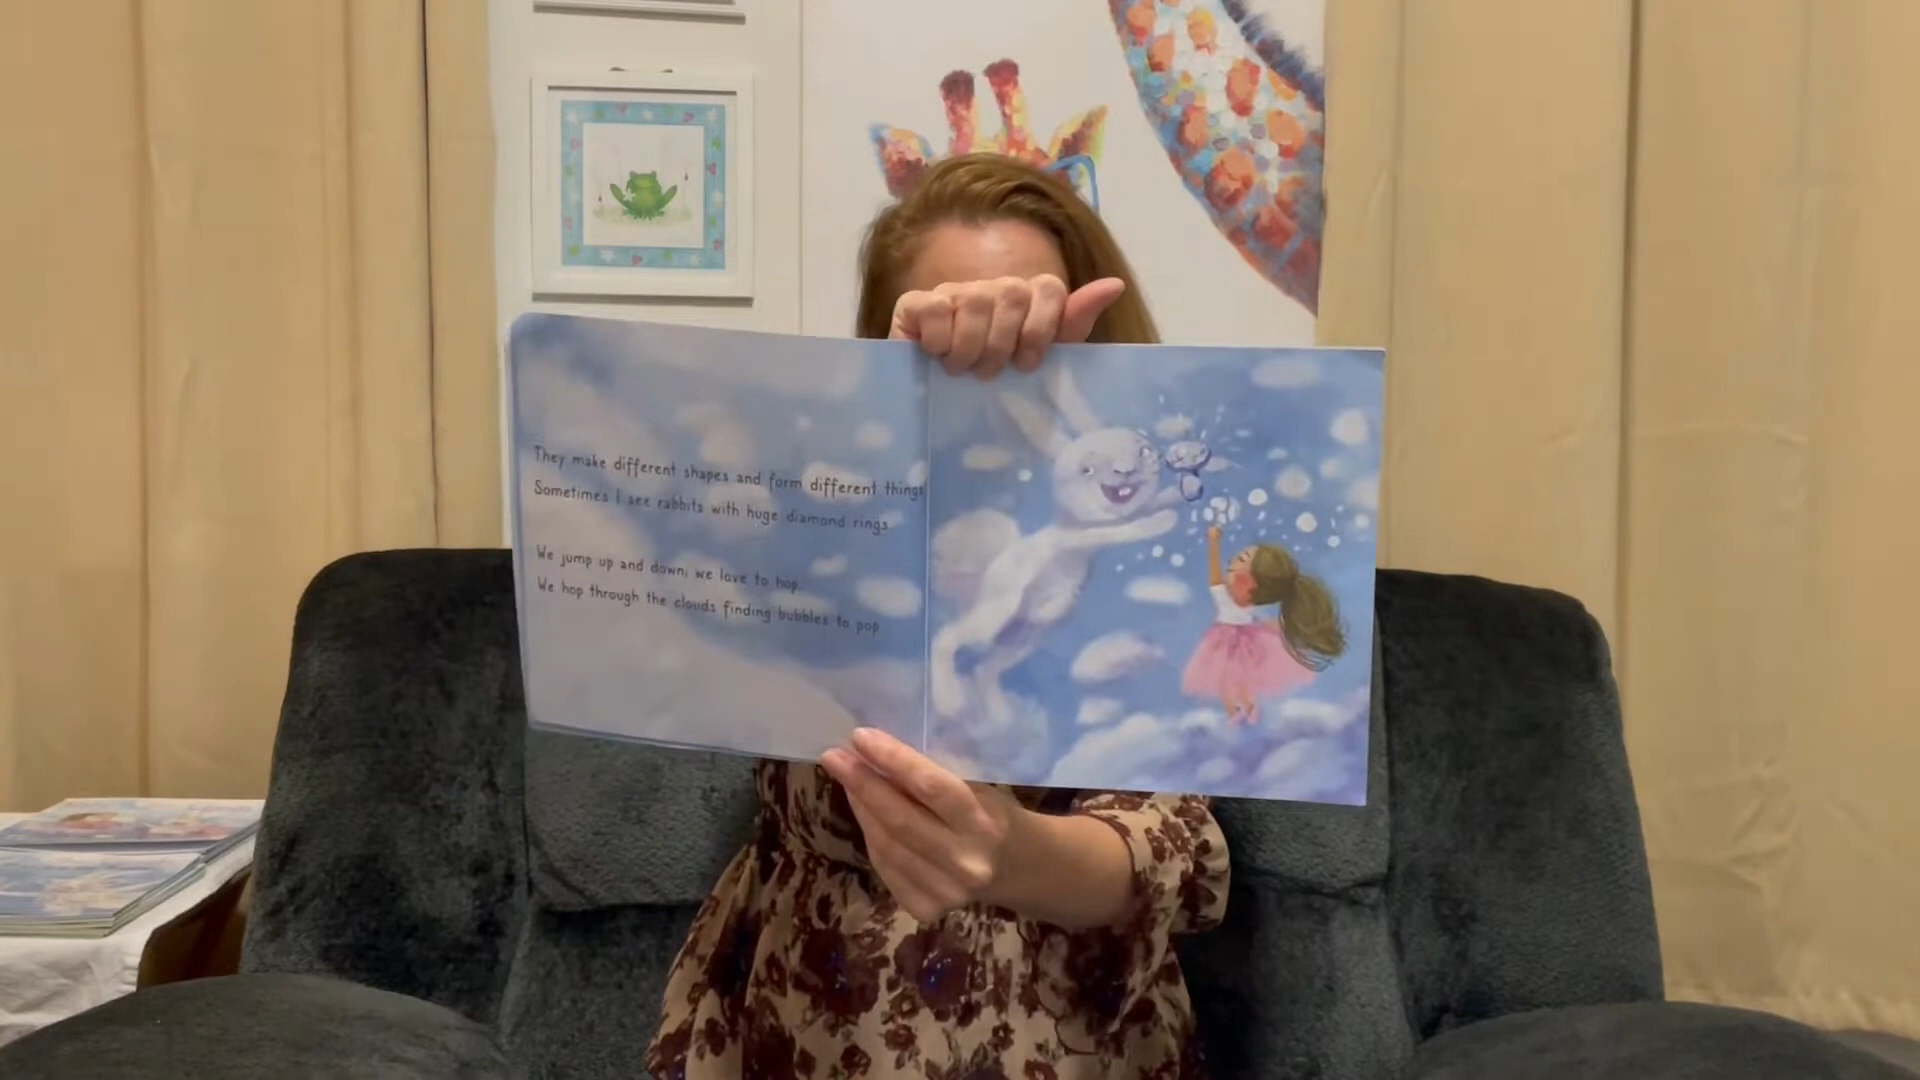 They make different shapes and form different things
Sometimes I see rabbits with huge diamond rings.
We jump up and down; we love to hop.
We hop through the clouds finding bubbles to pop.